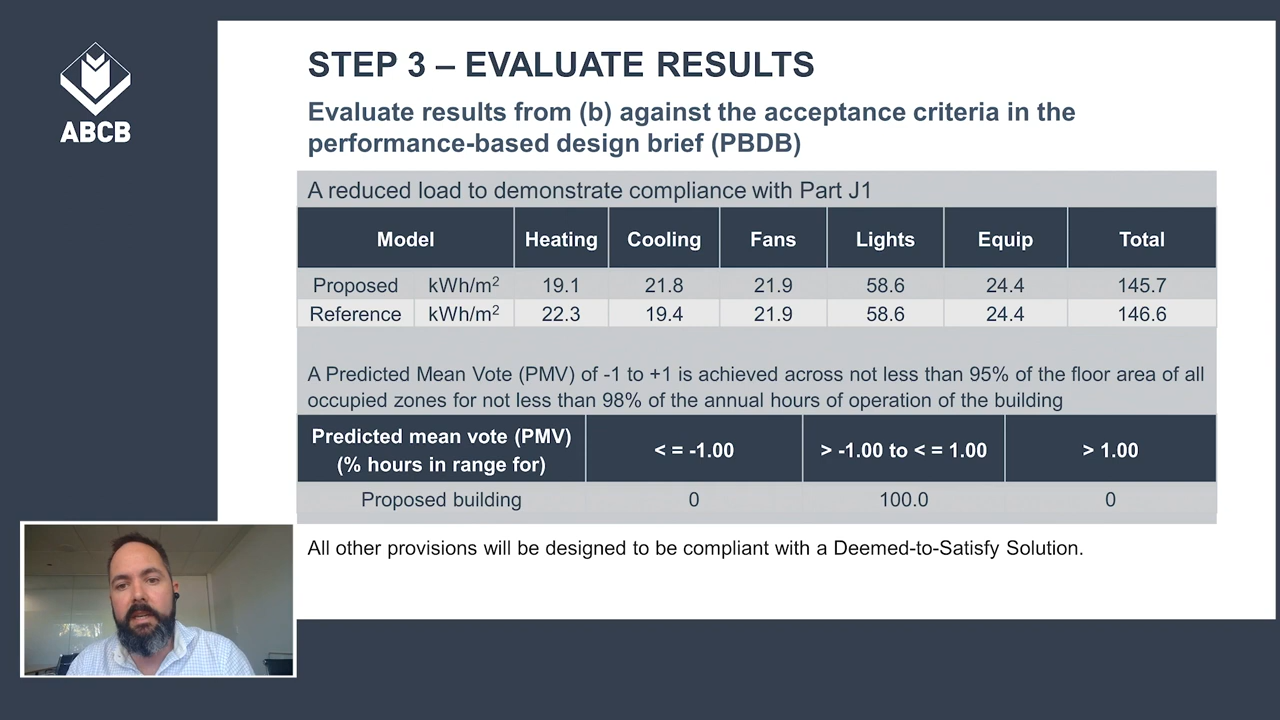 ABCB
STEP 3 – EVALUATE RESULTS
Evaluate results from (b) against the acceptance criteria in the
performance-based design brief (PBDB)
A reduced load to demonstrate compliance with Part J1
Model Heating Cooling Fans Lights Equip Total
Proposed kWh/m² 19.1 21.8 21.9 58.6 24.4 145.7
Reference kWh/m² 22.3 19.4 21.9 58.6 24.4 146.6
A Predicted Mean Vote (PMV) of -1 to +1 is achieved across not less than 95% of the floor area of all
occupied zones for not less than 98% of the annual hours of operation of the building
Predicted mean vote (PMV)
(% hours in range for) < = -1.00 > -1.00 to < = 1.00 > 1.00
Proposed building 0 100.0 0
All other provisions will be designed to be compliant with a Deemed-to-Satisfy Solution.